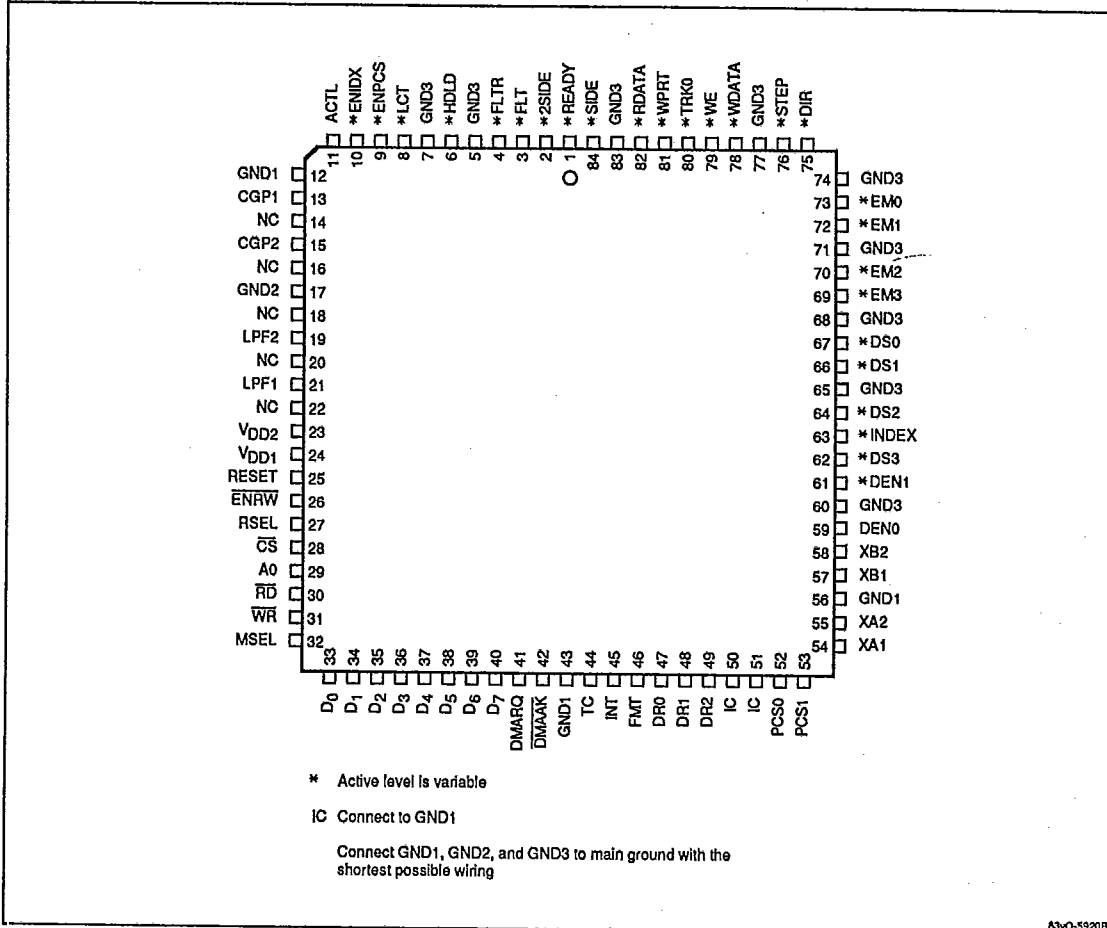 ACTL *ENIDX *ENPCS *LCT GND3 *HDLD GND3 *FLTR *FLT *2SIDE *READY *SIDE GND3 *RDATA *WPRT *TRK0 *WE *WDATA GND3 *STEP *DIR
11 10 9 8 7 6 5 4 3 2 1 84 83 82 81 80 79 78 77 76 75
GND1 12
CGP1 13
NC 14
CGP2 15
NC 16
GND2 17
NC 18
LPF2 19
NC 20
LPF1 21
NC 22
VDD2 23
VDD1 24
RESET 25
ENRW 26
RSEL 27
CS 28
A0 29
RD 30
WR 31
MSEL 32
74 GND3
73 *EM0
72 *EM1
71 GND3
70 *EM2
69 *EM3
68 GND3
67 *DS0
66 *DS1
65 GND3
64 *DS2
63 *INDEX
62 *DS3
61 *DEN1
60 GND3
59 DEN0
58 XB2
57 XB1
56 GND1
55 XA2
54 XA1
33 34 35 36 37 38 39 40 41 42 43 44 45 46 47 48 49 50 51 52 53
D0 D1 D2 D3 D4 D5 D6 D7 DMARQ DMAAK GND1 TC INT FMT DR0 DR1 DR2 IC IC PCS0 PCS1
* Active level is variable
IC Connect to GND1
Connect GND1, GND2, and GND3 to main ground with the
shortest possible wiring